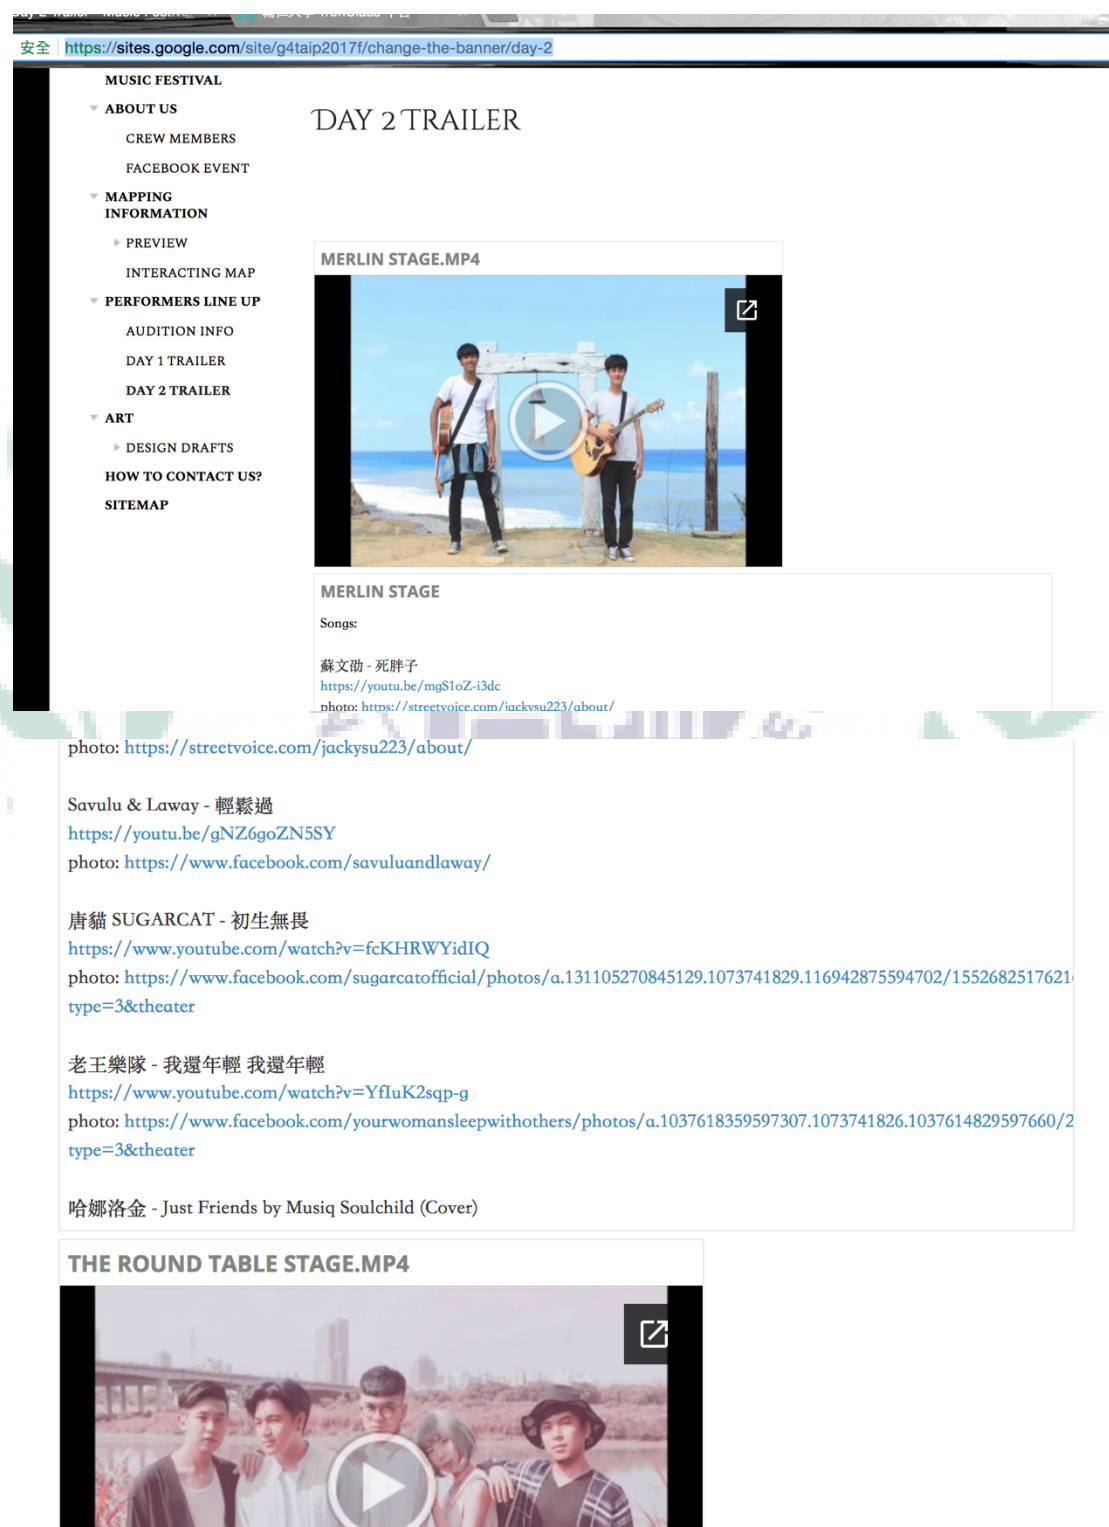 安全 https://sites.google.com/site/g4taip2017f/change-the-banner/day-2
MUSIC FESTIVAL
ABOUT US
CREW MEMBERS
FACEBOOK EVENT
MAPPING
INFORMATION
PREVIEW
INTERACTING MAP
PERFORMERS LINE UP
AUDITION INFO
DAY 1 TRAILER
DAY 2 TRAILER
ART
DESIGN DRAFTS
HOW TO CONTACT US?
SITEMAP
DAY 2 TRAILER
MERLIN STAGE.MP4
MERLIN STAGE
Songs:
蘇文劭 - 死胖子
https://youtu.be/mgS1oZ-i3dc
photo: https://streetvoice.com/jackysu223/about/
photo: https://streetvoice.com/jackysu223/about/
Savulu & Laway - 輕鬆過
https://youtu.be/gNZ6goZN5SY
photo: https://www.facebook.com/savuluandlaway/
唐貓 SUGARCAT - 初生無畏
https://www.youtube.com/watch?v=fcKHRWYidIQ
photo: https://www.facebook.com/sugarcatofficial/photos/a.131105270845129.1073741829.116942875594702/1552682517621
type=3&theater
老王樂隊 - 我還年輕 我還年輕
https://www.youtube.com/watch?v=YfIuK2sqp-g
photo: https://www.facebook.com/yourwomansleepwithothers/photos/a.1037618359597307.1073741826.1037614829597660/2
type=3&theater
哈娜洛金 - Just Friends by Musiq Soulchild (Cover)
THE ROUND TABLE STAGE.MP4